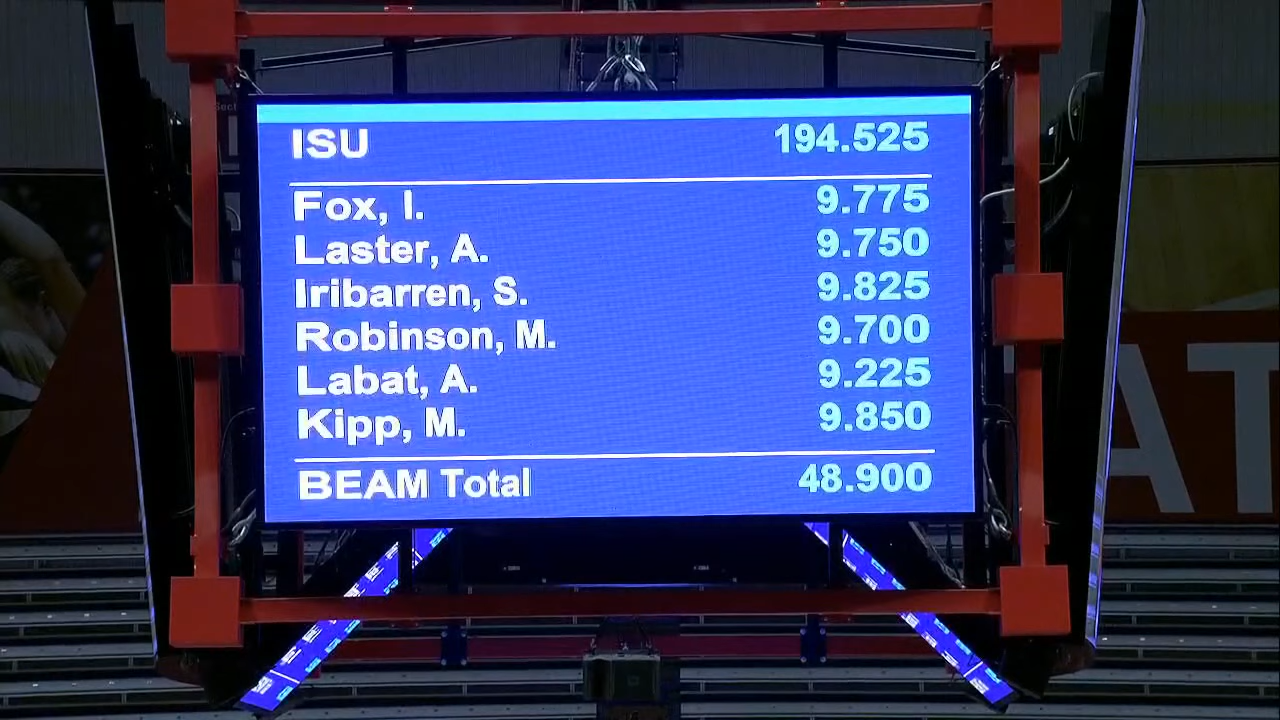 ISU 194.525
Fox, I. 9.775
Laster, A. 9.750
Iribarren, S. 9.825
Robinson, M. 9.700
Labat, A. 9.225
Kipp, M. 9.850
BEAM Total 48.900
AT